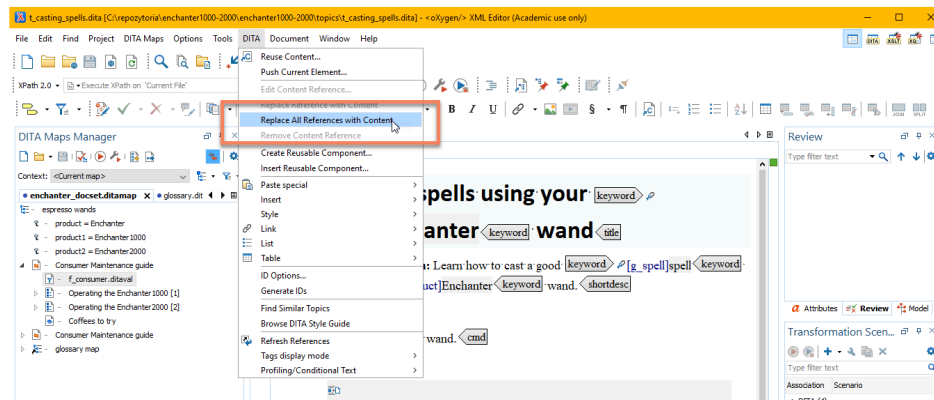 t_casting_spells.dita [C:\repozytoria\enchanter1000-2000\enchanter1000-2000\topics\t_casting_spells.dita] - <oXygen/> XML Editor (Academic use only)
File Edit Find Project DITA Maps Options Tools DITA Document Window Help
XPath 2.0 Execute XPath on 'Current File'
B I U § ¶
Reuse Content...
Push Current Element...
Edit Content Reference...
Replace Reference with Content
Replace All References with Content
Remove Content Reference
Create Reusable Component...
Insert Reusable Component...
Paste special
Insert
Style
Link
List
Table
ID Options...
Generate IDs
Find Similar Topics
Browse DITA Style Guide
Refresh References
Tags display mode
Profiling/Conditional Text
DITA Maps Manager
Context: <Current map>
enchanter_docset.ditamap x glossary.dit
espresso wands
product = Enchanter
product1 = Enchanter1000
product2 = Enchanter2000
Consumer Maintenance guide
f_consumer.ditaval
Operating the Enchanter1000 [1]
Operating the Enchanter2000 [2]
Coffees to try
Consumer Maintenance guide
glossary map
spells using your keyword
anter keyword wand title
a: Learn how to cast a good keyword [g_spell]spell keyword
uct]Enchanter keyword wand. shortdesc
wand. cmd
Review
Type filter text
Attributes Review Model
Transformation Scen...
Type filter text
Association Scenario